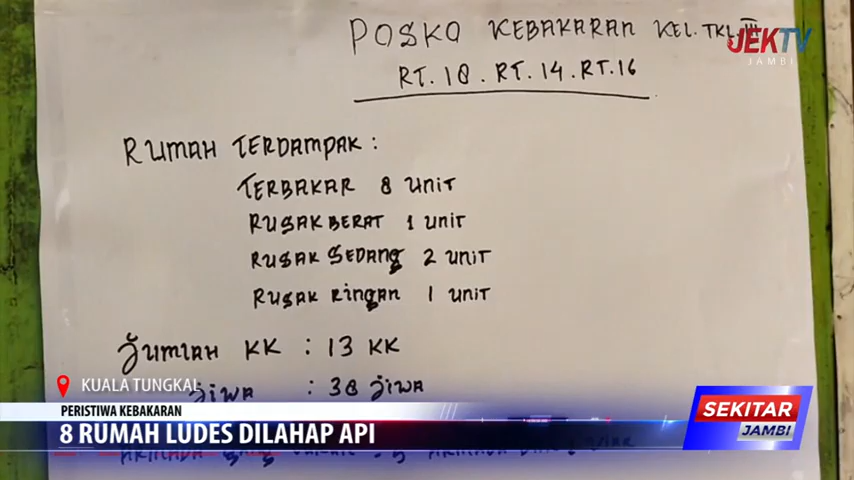 POSKO KEBAKARAN KEL. TKL. III
JEKTV
JAMBI
RT. 18 . RT. 14 . RT. 16
RUMAH TERDAMPAK :
TERBAKAR 8 UNIT
RUSAK BERAT 1 UNIT
RUSAK SEDANG 2 UNIT
RUSAK RINGAN 1 UNIT
JUMLAH KK : 13 KK
KUALA TUNGKAL
JIWA : 38 JIWA
PERISTIWA KEBAKARAN
8 RUMAH LUDES DILAHAP API
SEKITAR
JAMBI